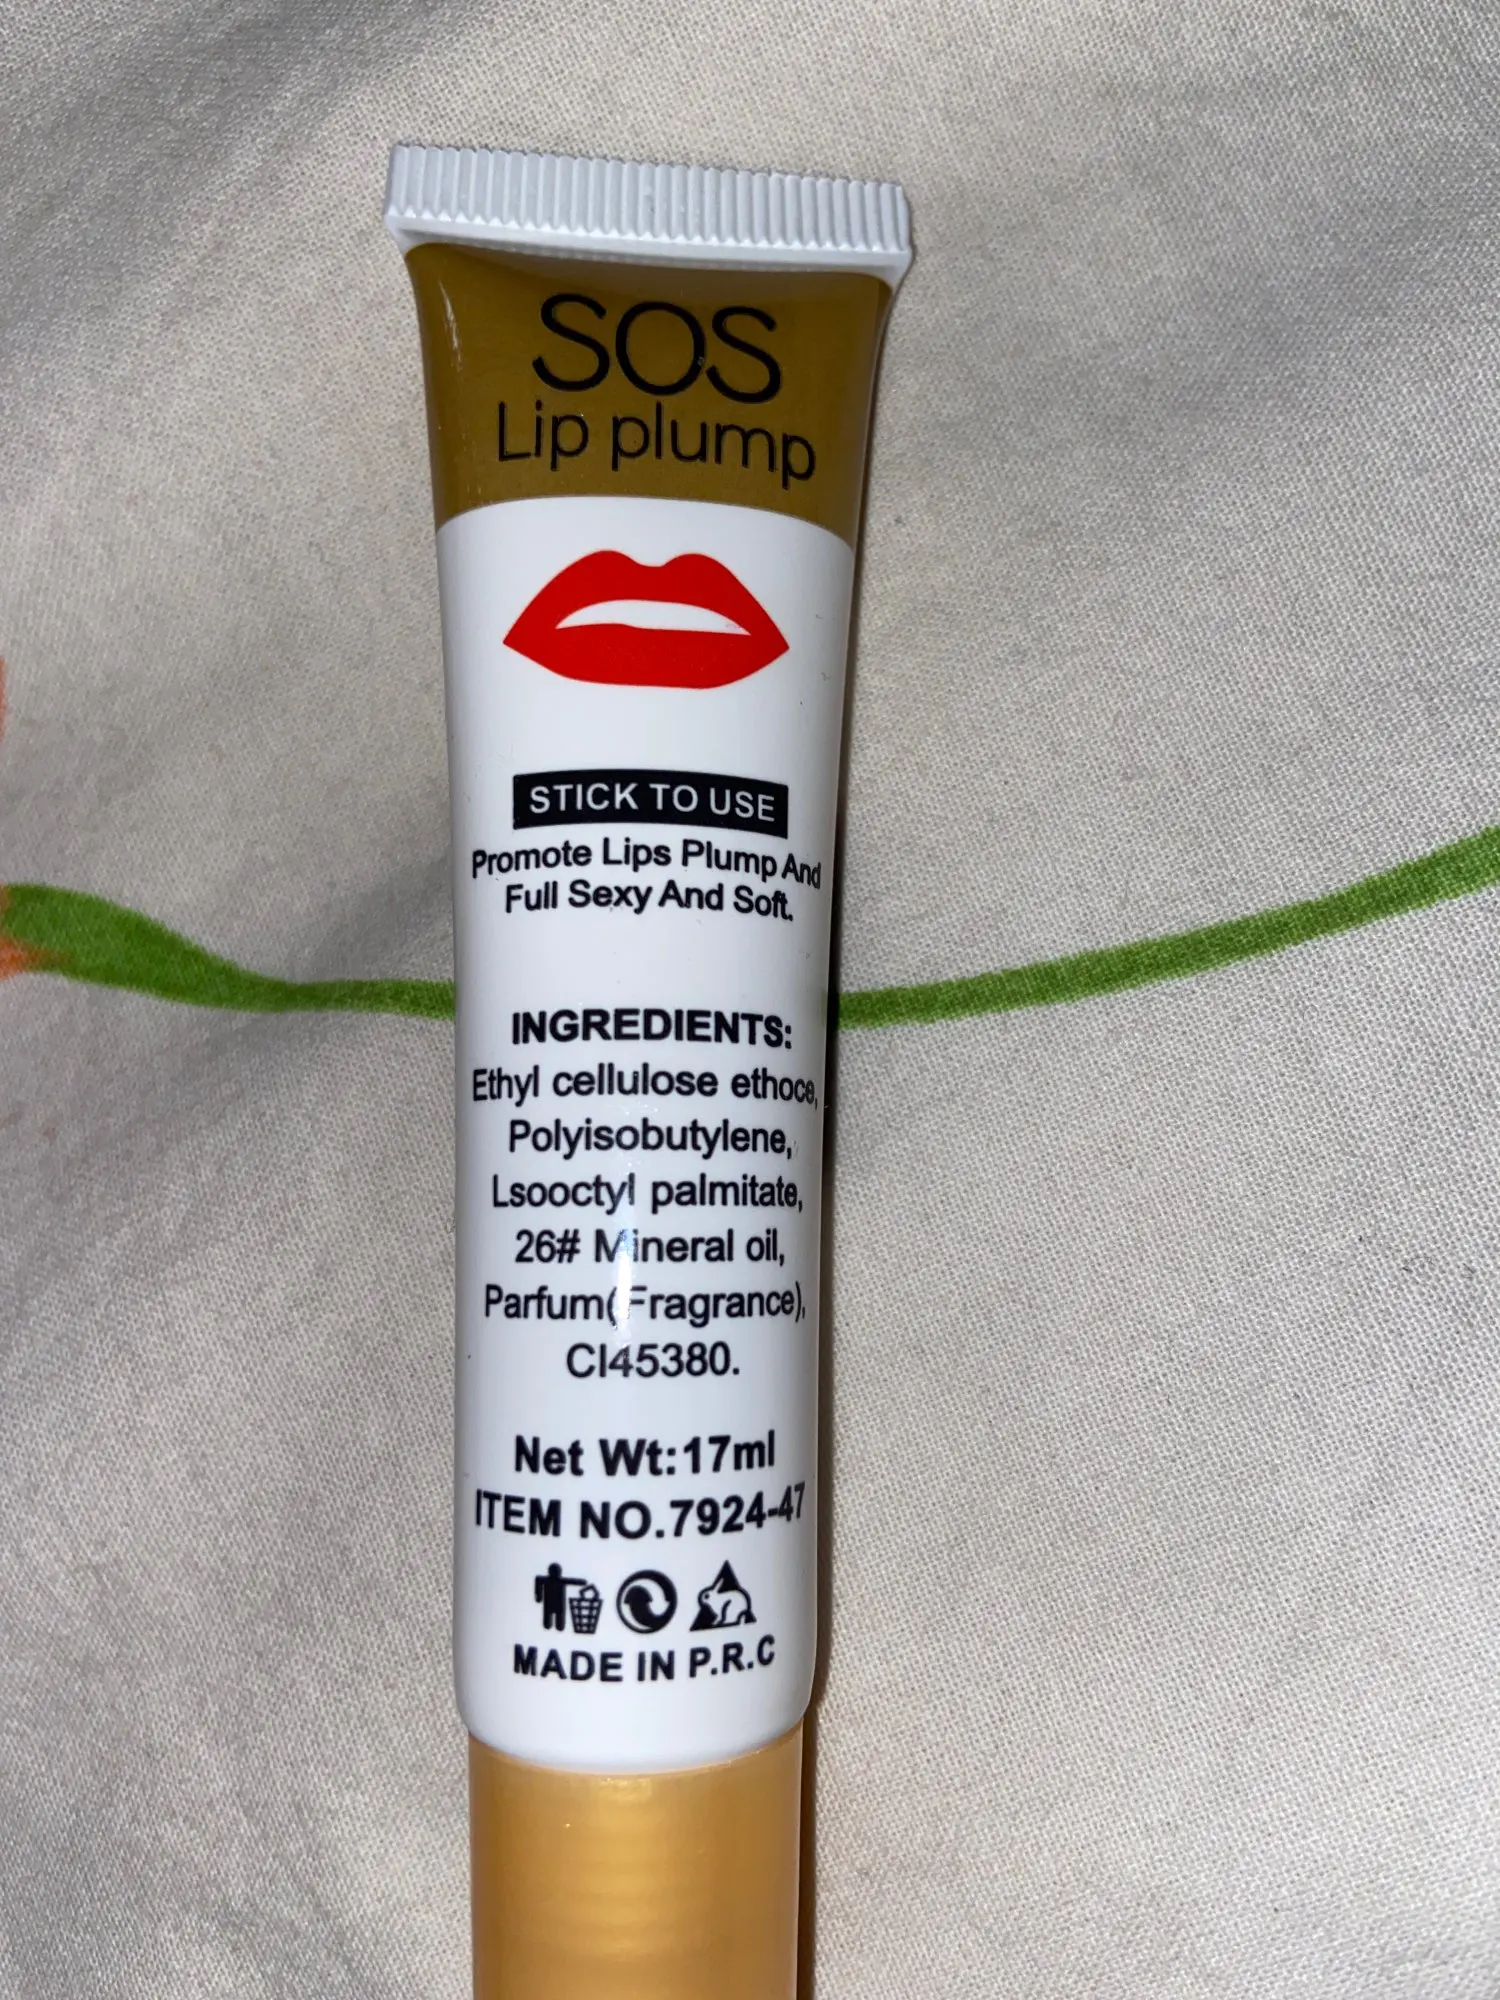 SOS
Lip plump
STICK TO USE
Promote Lips Plump And
Full Sexy And Soft.
INGREDIENTS:
Ethyl cellulose ethoce,
Polyisobutylene,
Lsooctyl palmitate,
26# Mineral oil,
Parfum(Fragrance),
CI45380.
Net Wt:17ml
ITEM NO.7924-47
MADE IN P.R.C